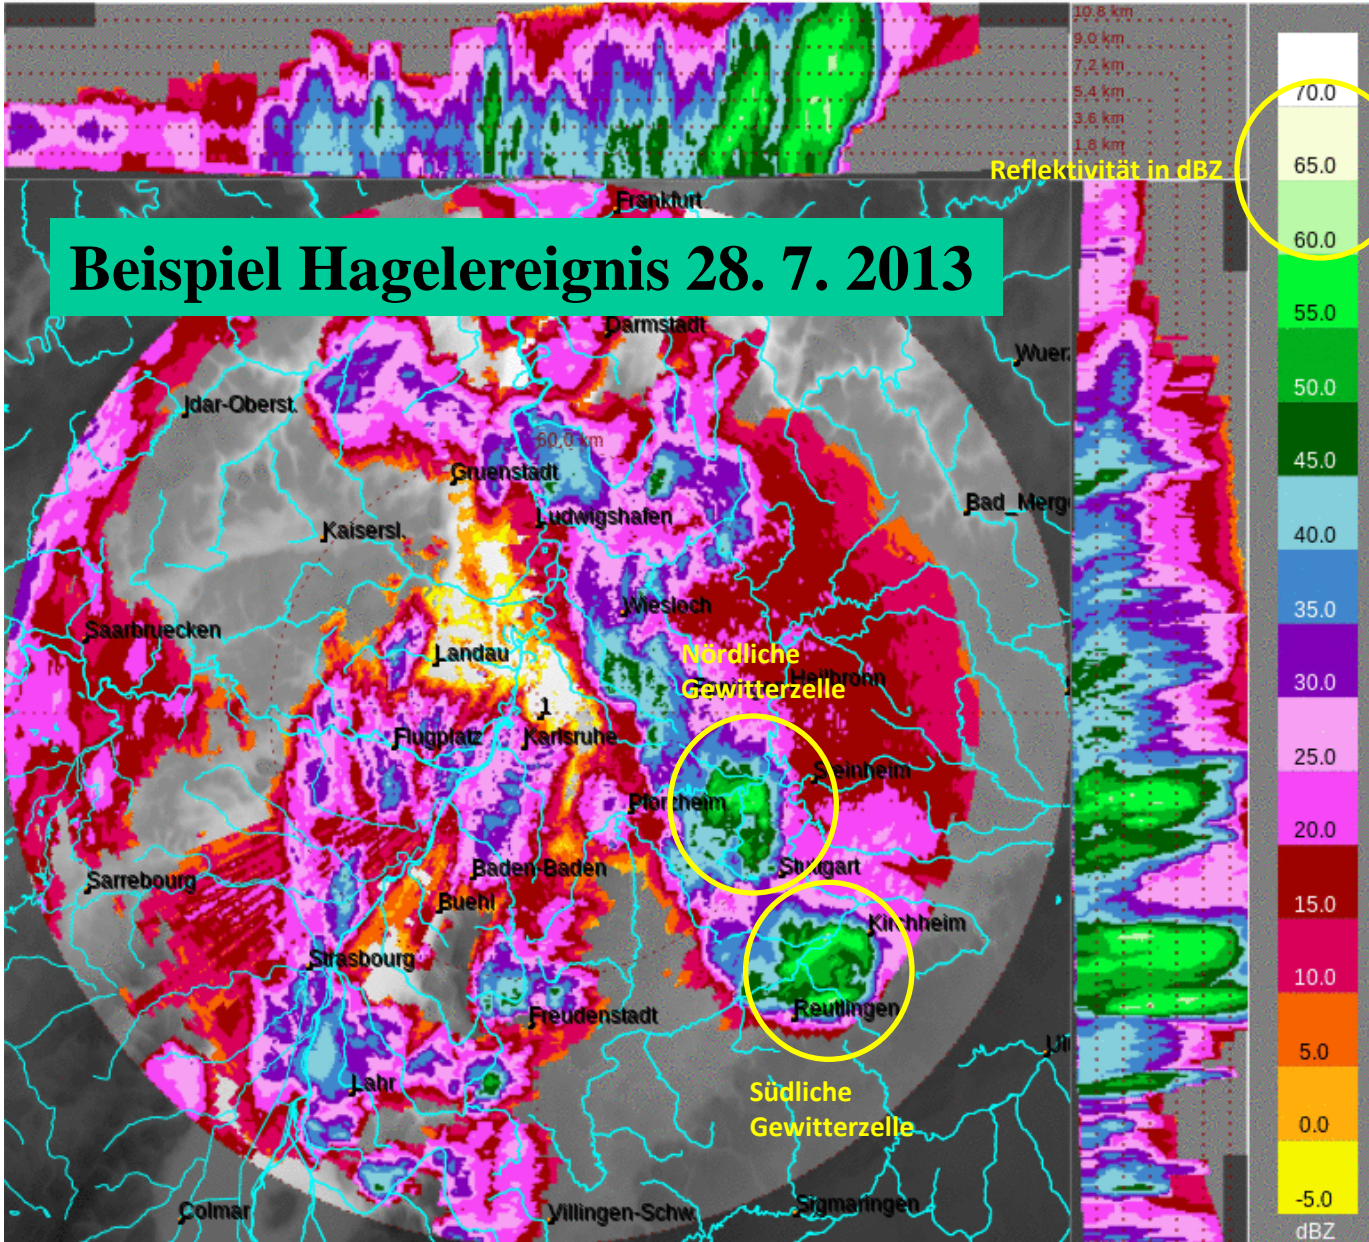 10.8 km
9.0 km
7.2 km
5.4 km
3.6 km
1.8 km
Reflektivität in dBZ
Frankfurt
Beispiel Hagelereignis 28. 7. 2013
Darmstadt
Wuerz
Idar-Oberst.
60.0 km
Gruenstadt
Bad_Merge
Ludwigshafen
Kaisersl.
Wiesloch
Saarbruecken
Landau
Nördliche
Gewitterzelle
Heilbronn
1
Flugplatz
Karlsruhe
Steinheim
Pforzheim
Stuttgart
Baden-Baden
Sarrebourg
Buehl
Kirchheim
Strasbourg
Reutlingen
Freudenstadt
Ul
Lahr
Südliche
Gewitterzelle
Colmar
Villingen-Schw.
Sigmaringen
70.0
65.0
60.0
55.0
50.0
45.0
40.0
35.0
30.0
25.0
20.0
15.0
10.0
5.0
0.0
-5.0
dBZ